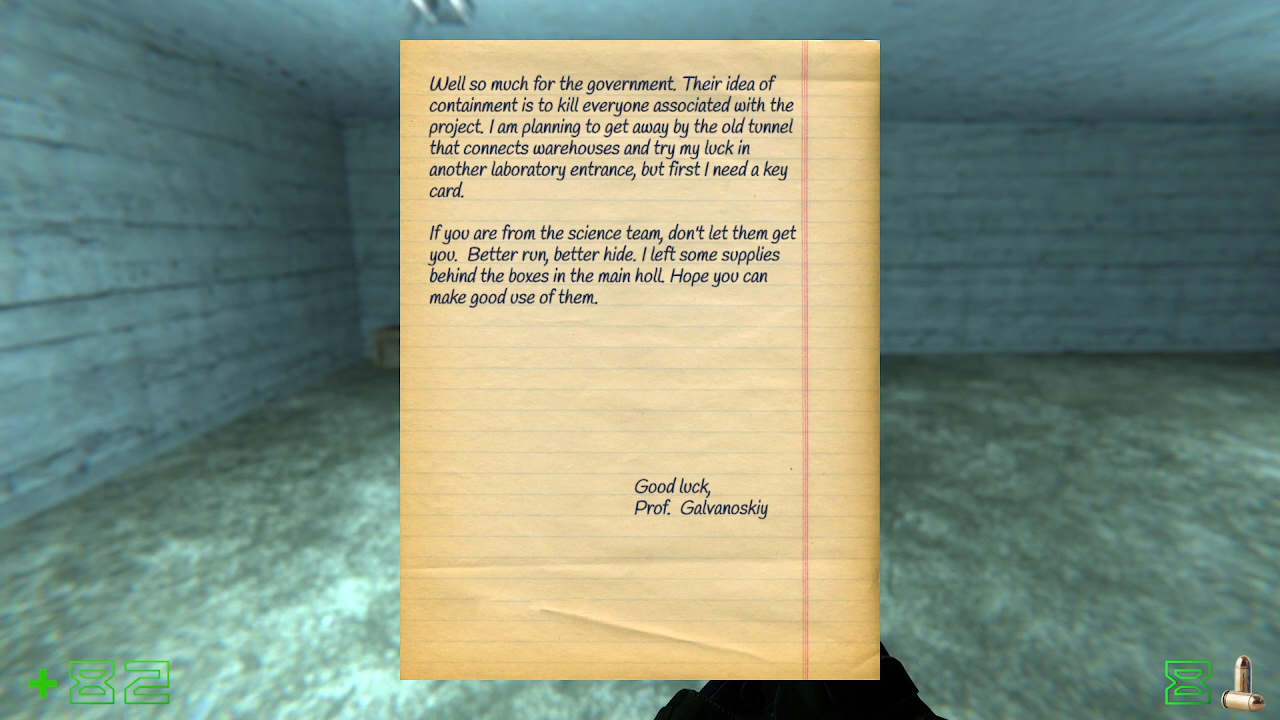 Well so much for the government. Their idea of
containment is to kill everyone associated with the
project. I am planning to get away by the old tunnel
that connects warehouses and try my luck in
another laboratory entrance, but first I need a key
card.
If you are from the science team, don't let them get
you. Better run, better hide. I left some supplies
behind the boxes in the main holl. Hope you can
make good use of them.
Good luck,
Prof. Galvanoskiy
+82
8